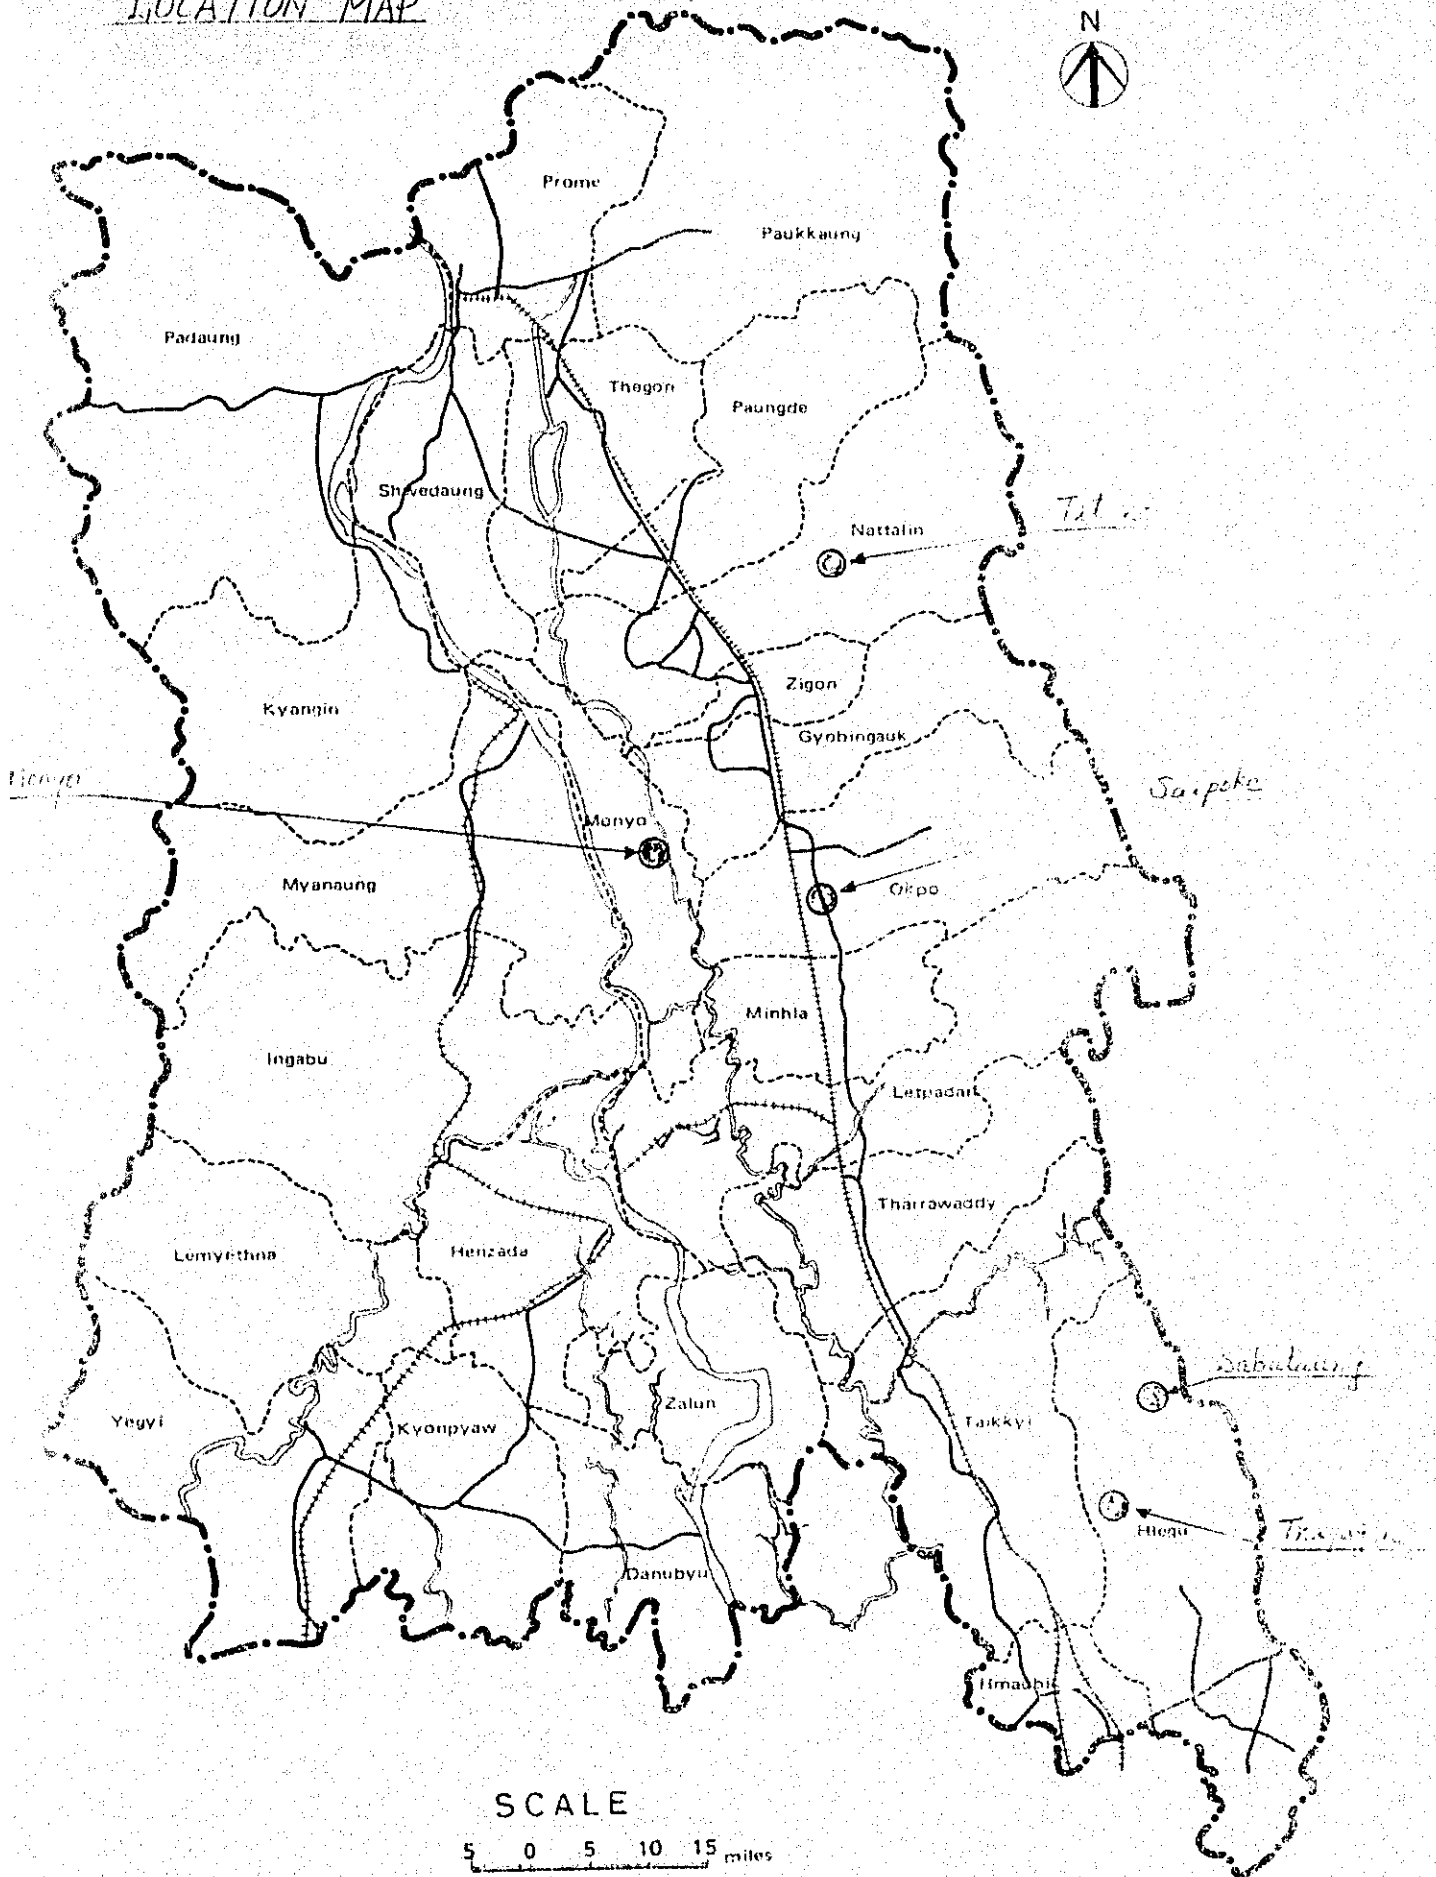 LOCATION MAP
N
Prome
Paukkaung
Padaung
Thegon
Paungde
Shwedaung
Nattalin
Zigon
Kyangin
Gyobingauk
Monyo
Myanaung
Okpo
Minhla
Ingabu
Letpadan
Tharrawaddy
Lemyethna
Henzada
Zalun
Yegyi
Kyonpyaw
Taikkyi
Hlegu
Danubyu
Hmawbi
SCALE
5 0 5 10 15 miles